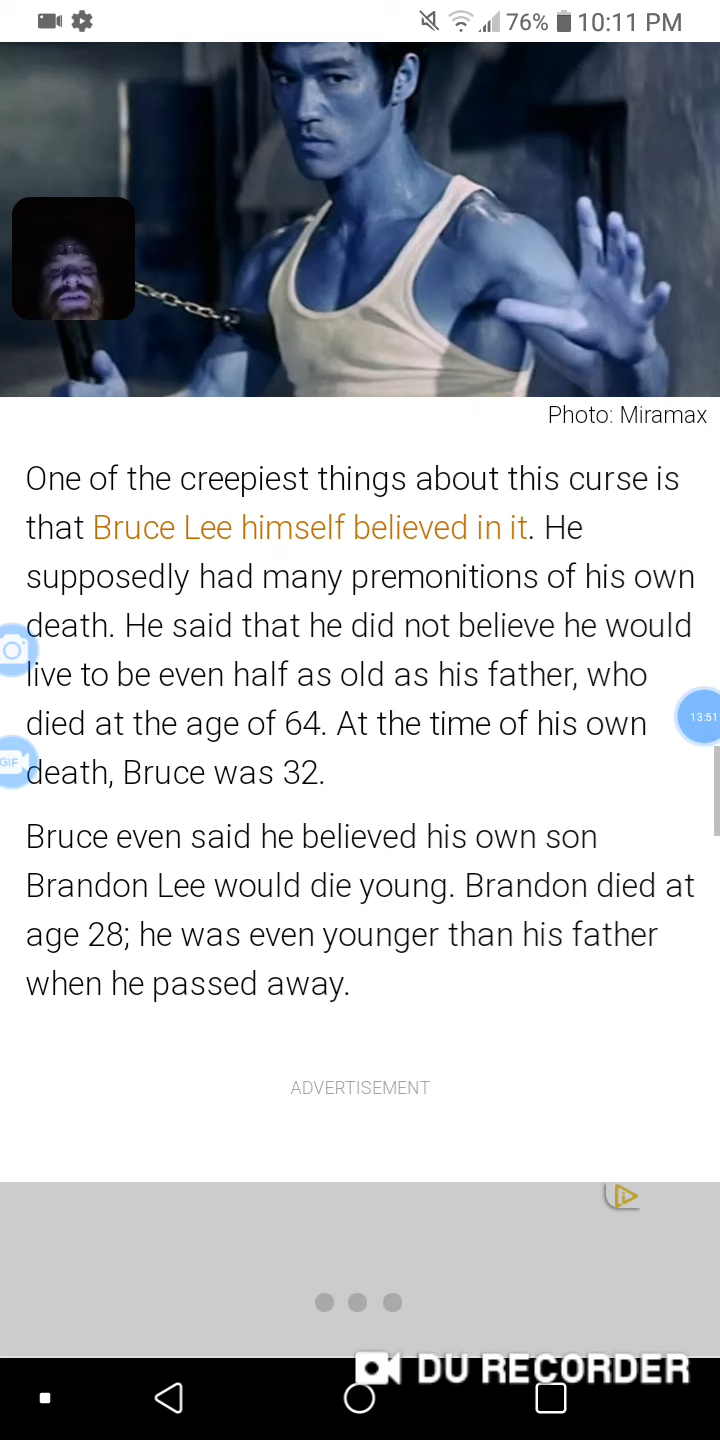 76% 10:11 PM
Photo: Miramax
One of the creepiest things about this curse is
that Bruce Lee himself believed in it. He
supposedly had many premonitions of his own
death. He said that he did not believe he would
live to be even half as old as his father, who
died at the age of 64. At the time of his own
13:51
GIF
death, Bruce was 32.
Bruce even said he believed his own son
Brandon Lee would die young. Brandon died at
age 28; he was even younger than his father
when he passed away.
ADVERTISEMENT
DU RECORDER